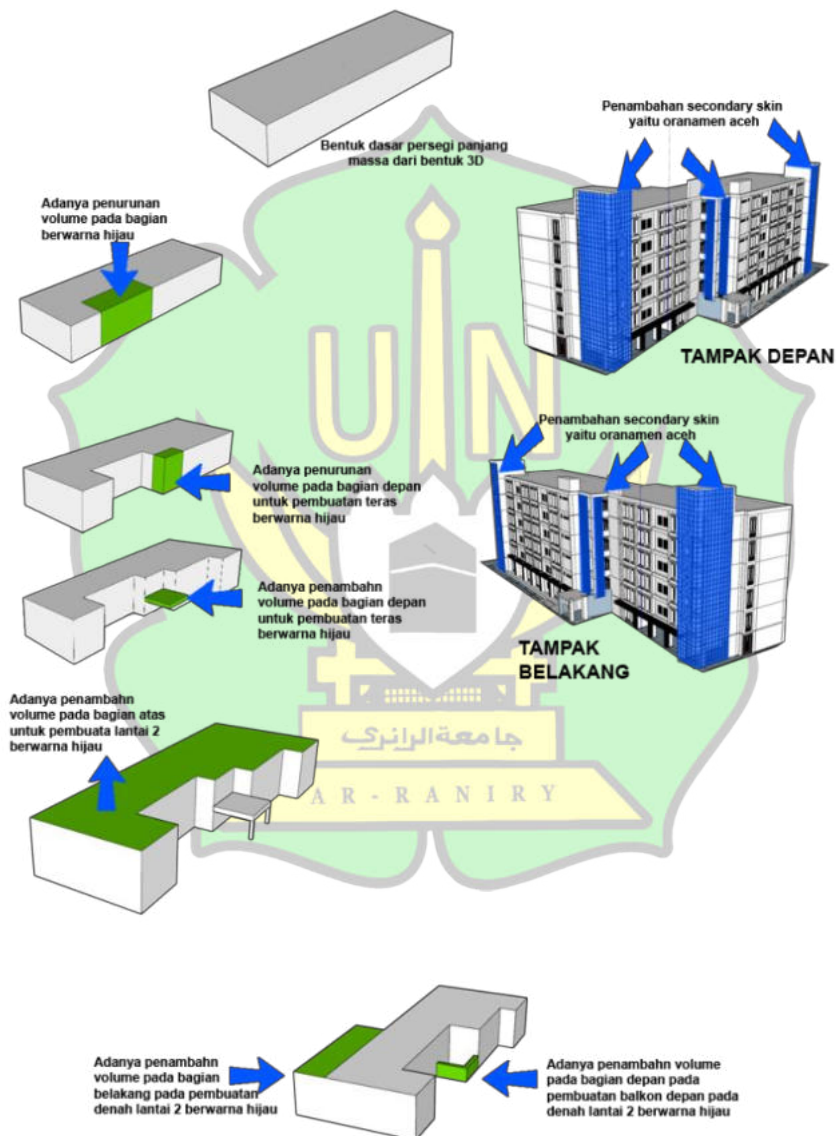 Bentuk dasar persegi panjang
massa dari bentuk 3D
Penambahan secondary skin
yaitu oranamen aceh
Adanya penurunan
volume pada bagian
berwarna hijau
TAMPAK DEPAN
UIN
Penambahan secondary skin
yaitu oranamen aceh
Adanya penurunan
volume pada bagian depan
untuk pembuatan teras
berwarna hijau
Adanya penambahn
volume pada bagian depan
untuk pembuatan teras
berwarna hijau
TAMPAK
BELAKANG
Adanya penambahn
volume pada bagian atas
untuk pembuata lantai 2
berwarna hijau
جامعة الرانري
AR-RANIRY
Adanya penambahn
volume pada bagian
belakang pada pembuatan
denah lantai 2 berwarna hijau
Adanya penambahn volume
pada bagian depan pada
pembuatan balkon depan pada
denah lantai 2 berwarna hijau